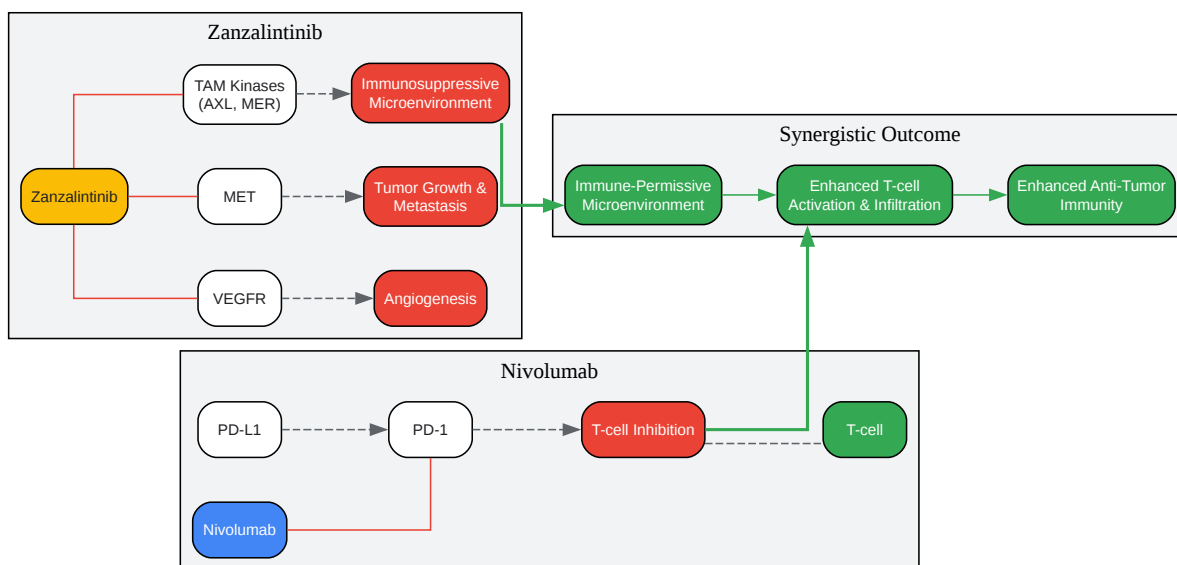 Zanzalintinib
TAM Kinases
(AXL, MER)
Immunosuppressive
Microenvironment
Zanzalintinib
MET
Tumor Growth &
Metastasis
VEGFR
Angiogenesis
Synergistic Outcome
Immune-Permissive
Microenvironment
Enhanced T-cell
Activation & Infiltration
Enhanced Anti-Tumor
Immunity
Nivolumab
PD-L1
PD-1
T-cell Inhibition
T-cell
Nivolumab